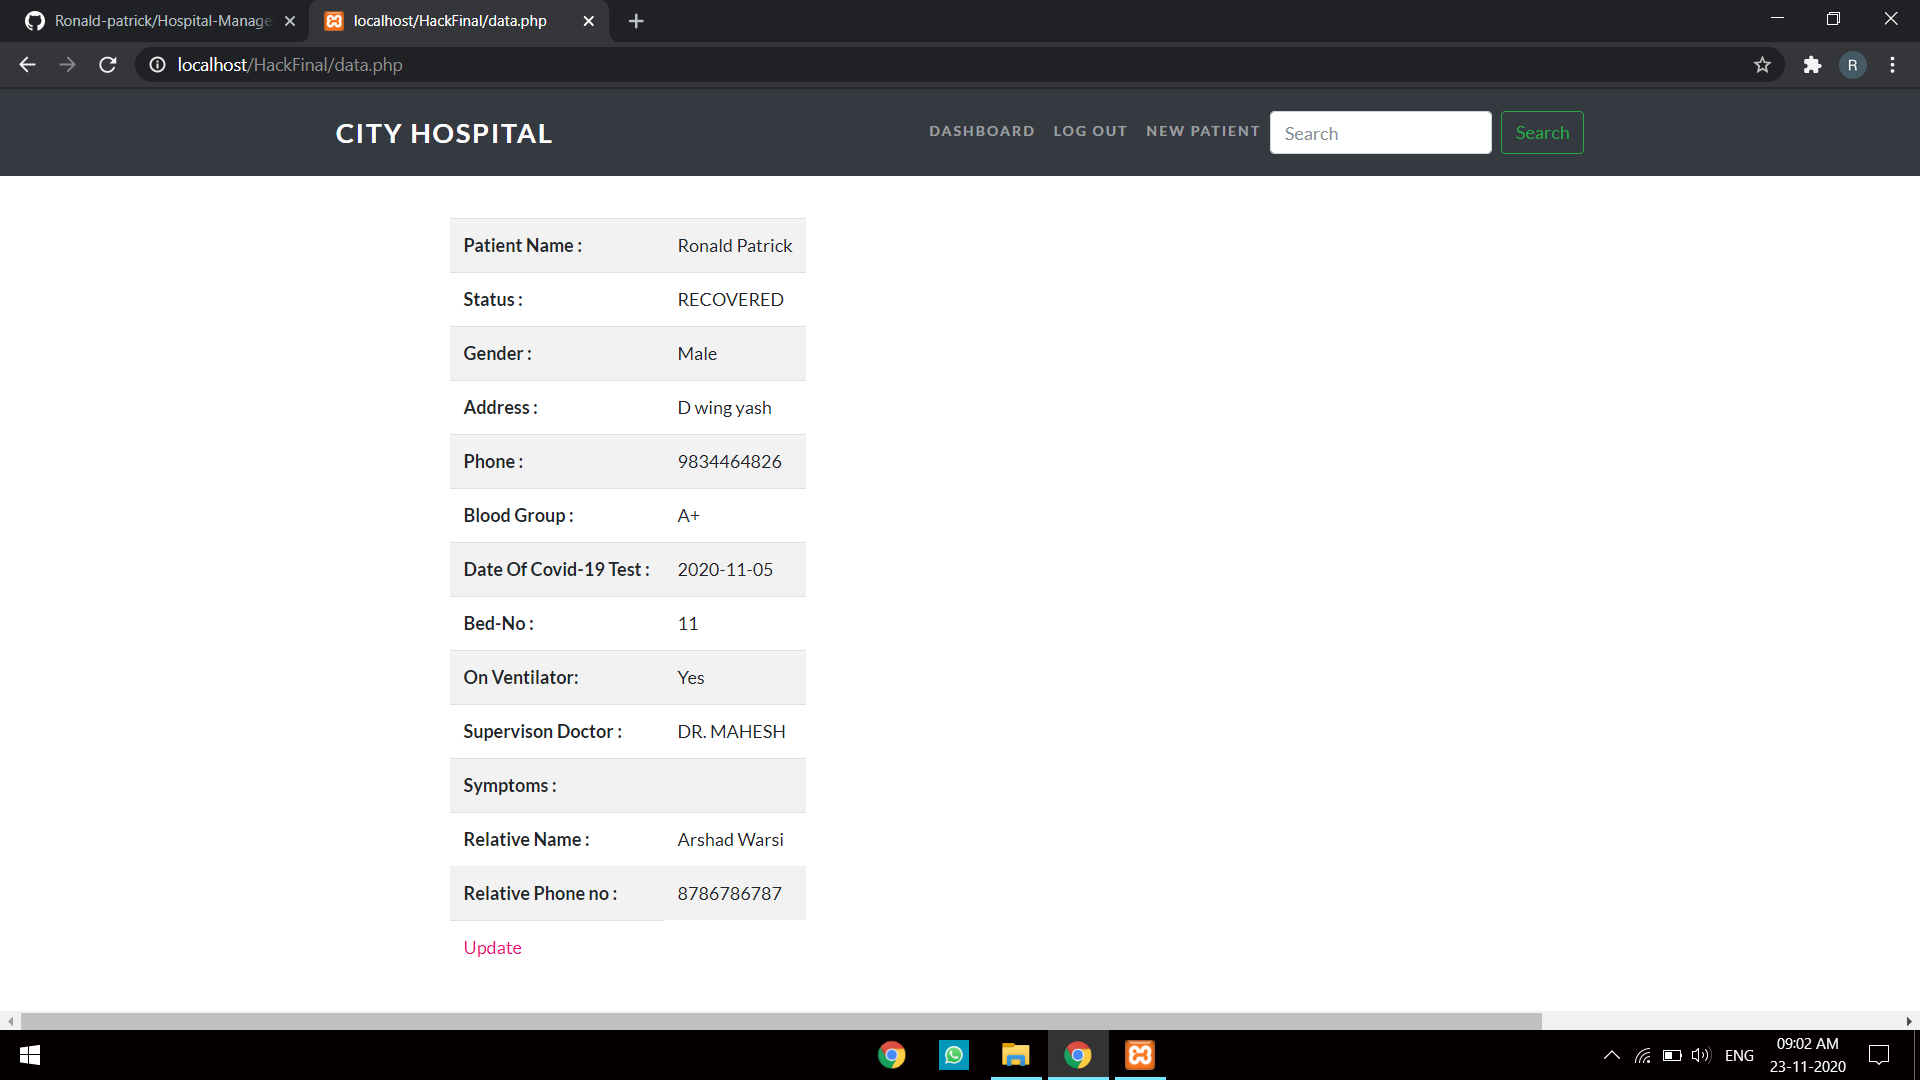 Ronald-patrick/Hospital-Manage
localhost/HackFinal/data.php
localhost/HackFinal/data.php
R
CITY HOSPITAL
DASHBOARD LOG OUT NEW PATIENT Search Search
Patient Name : Ronald Patrick
Status : RECOVERED
Gender : Male
Address : D wing yash
Phone : 9834464826
Blood Group : A+
Date Of Covid-19 Test : 2020-11-05
Bed-No : 11
On Ventilator: Yes
Supervison Doctor : DR. MAHESH
Symptoms :
Relative Name : Arshad Warsi
Relative Phone no : 8786786787
Update
ENG
09:02 AM
23-11-2020